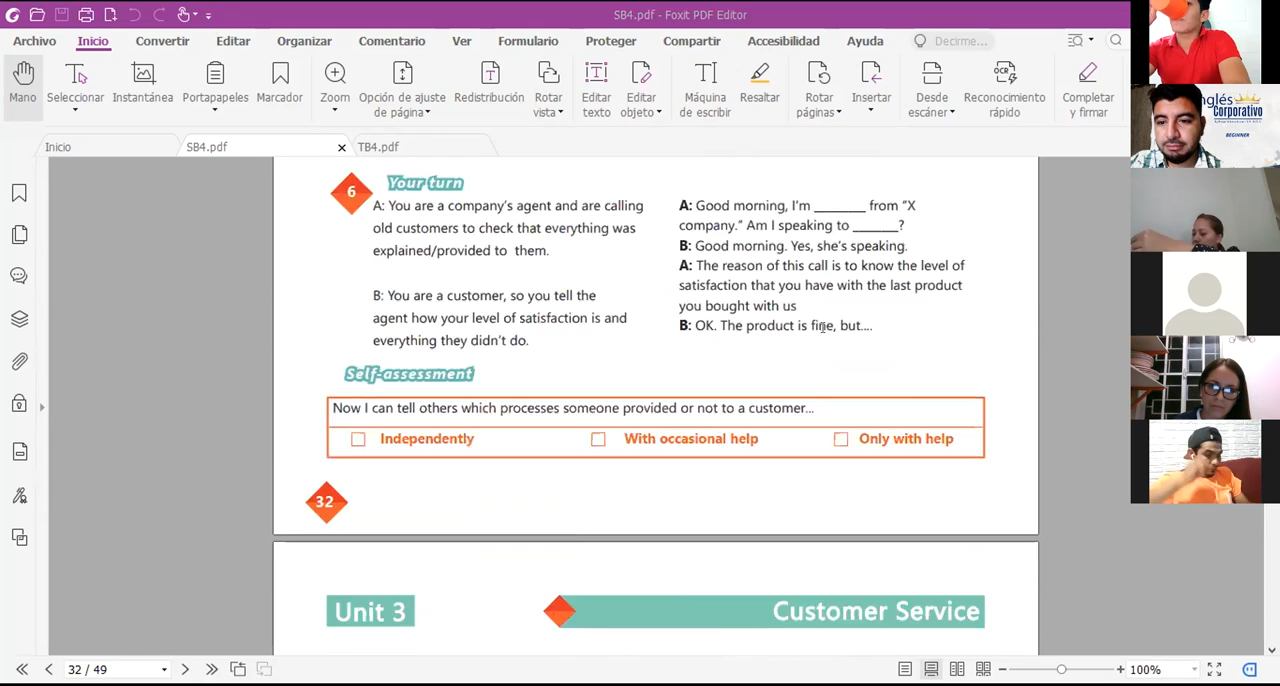 SB4.pdf - Foxit PDF Editor
Archivo Inicio Convertir Editar Organizar Comentario Ver Formulario Proteger Compartir Accesibilidad Ayuda Decirme...
Mano Seleccionar Instantánea Portapapeles Marcador Zoom Opción de ajuste de página Redistribución Rotar vista Editar texto Editar objeto Máquina de escribir Resaltar Rotar páginas Insertar Desde escáner Reconocimiento rápido Completar y firmar
Inicio SB4.pdf TB4.pdf
6 Your turn
A: You are a company's agent and are calling
old customers to check that everything was
explained/provided to them.
B: You are a customer, so you tell the
agent how your level of satisfaction is and
everything they didn't do.
A: Good morning, I'm ________ from "X
company." Am I speaking to _______?
B: Good morning. Yes, she's speaking.
A: The reason of this call is to know the level of
satisfaction that you have with the last product
you bought with us
B: OK. The product is fine, but....
Self-assessment
Now I can tell others which processes someone provided or not to a customer...
Independently With occasional help Only with help
32
Unit 3 Customer Service
32 / 49
100%
Inglés
Corporativo
BEGINNER